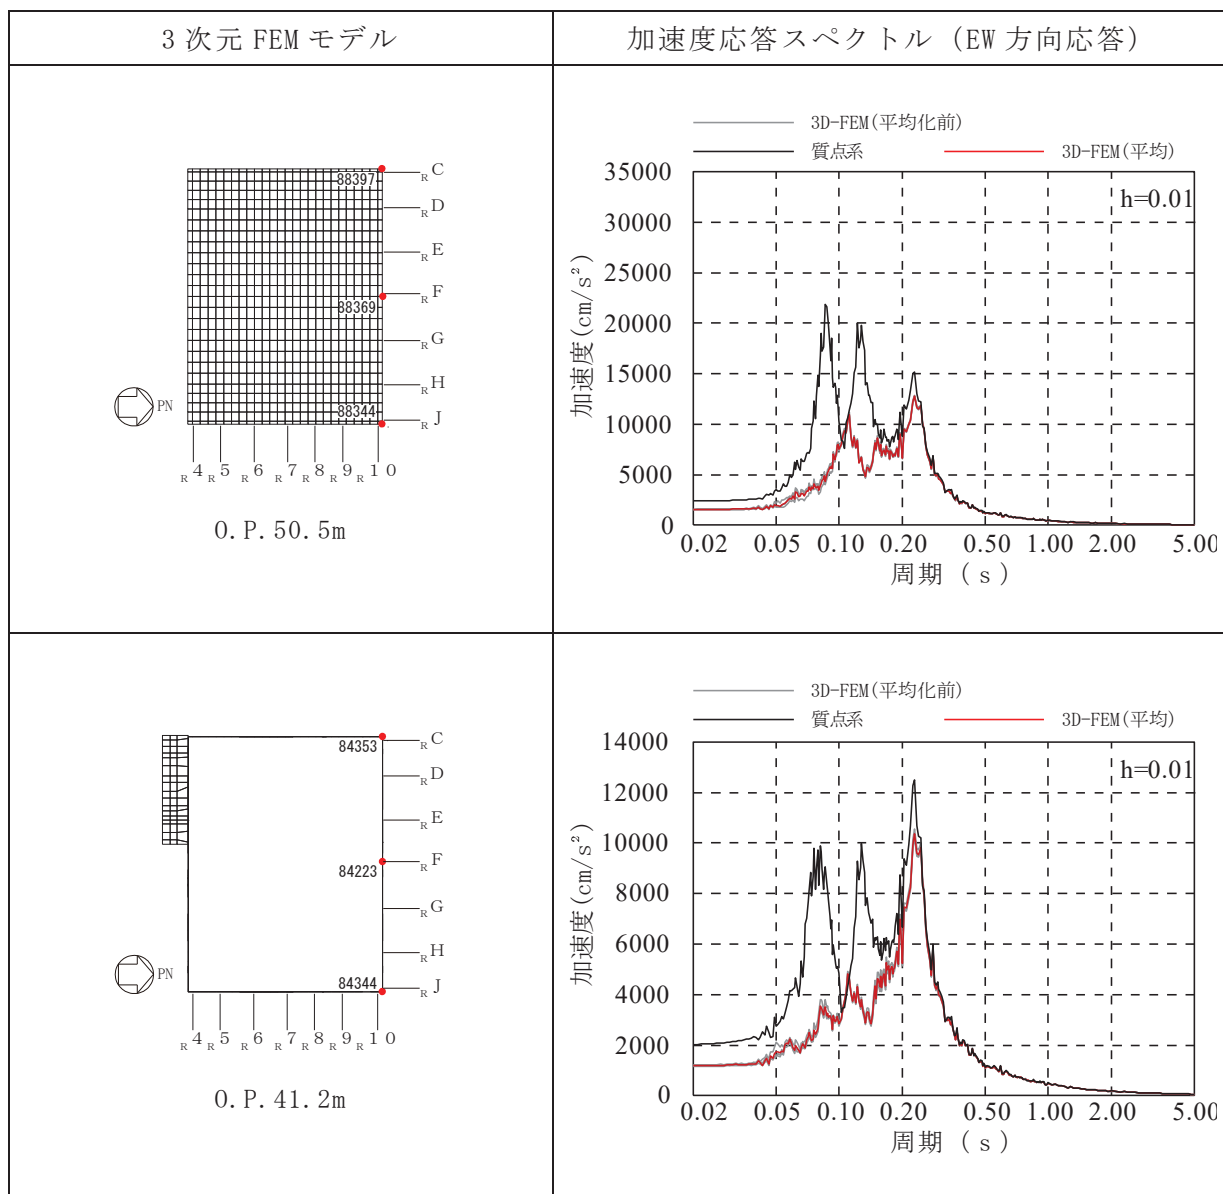 3次元 FEM モデル
加速度応答スペクトル (EW 方向応答)
88397
88369
88344
RC
RD
RE
RF
RG
RH
RJ
PN
R4 R5 R6 R7 R8 R9 R10
O.P.50.5m
3D-FEM(平均化前)
質点系
3D-FEM(平均)
h=0.01
35000
30000
25000
20000
15000
10000
5000
0
加速度(cm/s²)
0.02 0.05 0.10 0.20 0.50 1.00 2.00 5.00
周期 (s)
84353
84223
84344
RC
RD
RE
RF
RG
RH
RJ
PN
R4 R5 R6 R7 R8 R9 R10
O.P.41.2m
3D-FEM(平均化前)
質点系
3D-FEM(平均)
h=0.01
14000
12000
10000
8000
6000
4000
2000
0
加速度(cm/s²)
0.02 0.05 0.10 0.20 0.50 1.00 2.00 5.00
周期 (s)